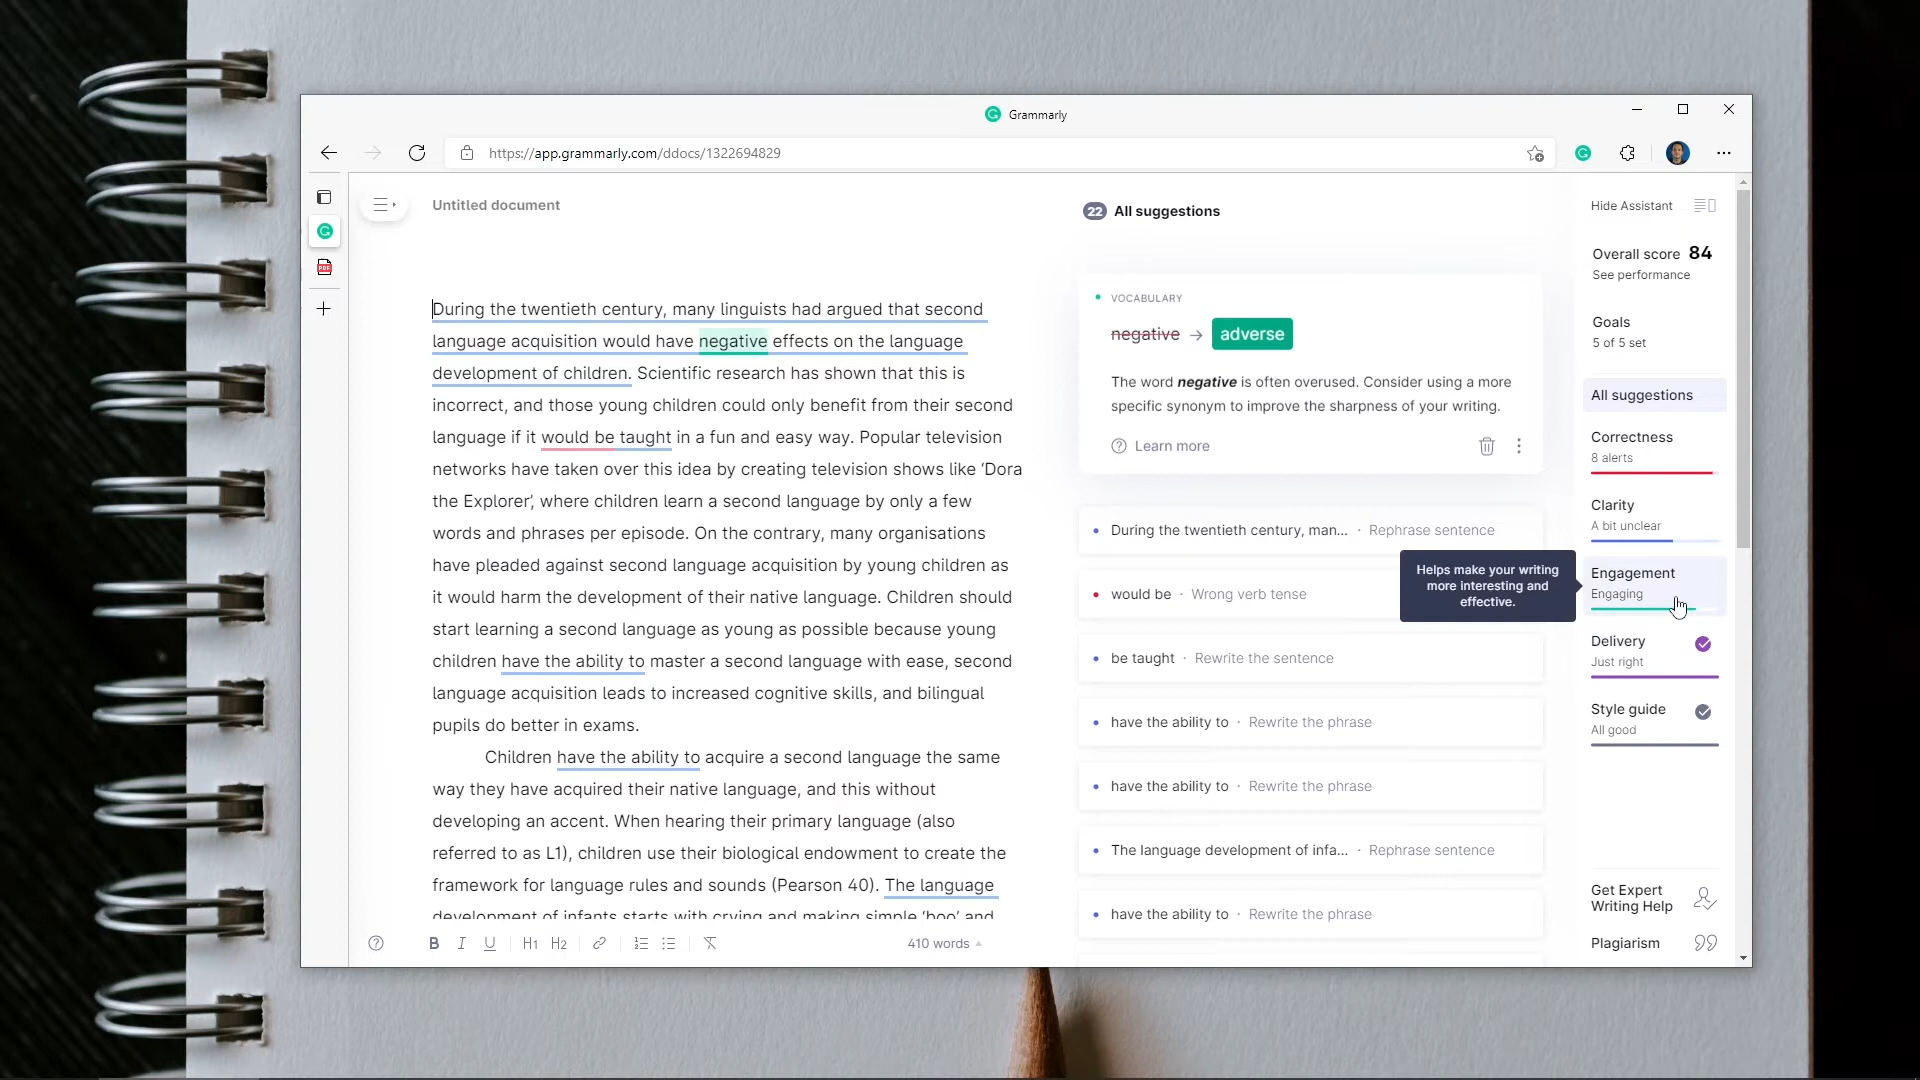 Grammarly
https://app.grammarly.com/ddocs/1322694829
PDF
Untitled document
During the twentieth century, many linguists had argued that second
language acquisition would have negative effects on the language
development of children. Scientific research has shown that this is
incorrect, and those young children could only benefit from their second
language if it would be taught in a fun and easy way. Popular television
networks have taken over this idea by creating television shows like ‘Dora
the Explorer’, where children learn a second language by only a few
words and phrases per episode. On the contrary, many organisations
have pleaded against second language acquisition by young children as
it would harm the development of their native language. Children should
start learning a second language as young as possible because young
children have the ability to master a second language with ease, second
language acquisition leads to increased cognitive skills, and bilingual
pupils do better in exams.
Children have the ability to acquire a second language the same
way they have acquired their native language, and this without
developing an accent. When hearing their primary language (also
referred to as L1), children use their biological endowment to create the
framework for language rules and sounds (Pearson 40). The language
development of infants starts with crying and making simple ‘boo’ and
B I U H1 H2
410 words
22 All suggestions
VOCABULARY
negative → adverse
The word negative is often overused. Consider using a more
specific synonym to improve the sharpness of your writing.
Learn more
During the twentieth century, man... · Rephrase sentence
would be · Wrong verb tense
be taught · Rewrite the sentence
have the ability to · Rewrite the phrase
have the ability to · Rewrite the phrase
The language development of infa... · Rephrase sentence
have the ability to · Rewrite the phrase
Helps make your writing
more interesting and
effective.
Hide Assistant
Overall score 84
See performance
Goals
5 of 5 set
All suggestions
Correctness
8 alerts
Clarity
A bit unclear
Engagement
Engaging
Delivery
Just right
Style guide
All good
Get Expert
Writing Help
Plagiarism